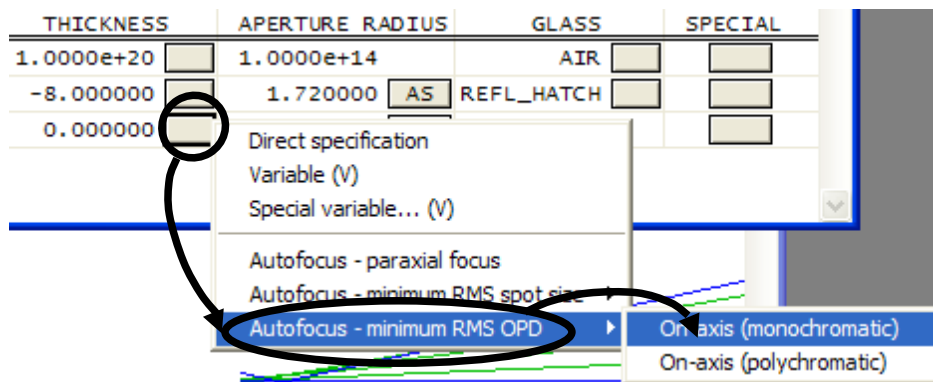 THICKNESS APERTURE RADIUS GLASS SPECIAL
1.0000e+20 1.0000e+14 AIR
-8.000000 1.720000 AS REFL_HATCH
0.000000
Direct specification
Variable (V)
Special variable... (V)
Autofocus - paraxial focus
Autofocus - minimum RMS spot size
Autofocus - minimum RMS OPD On-axis (monochromatic)
On-axis (polychromatic)